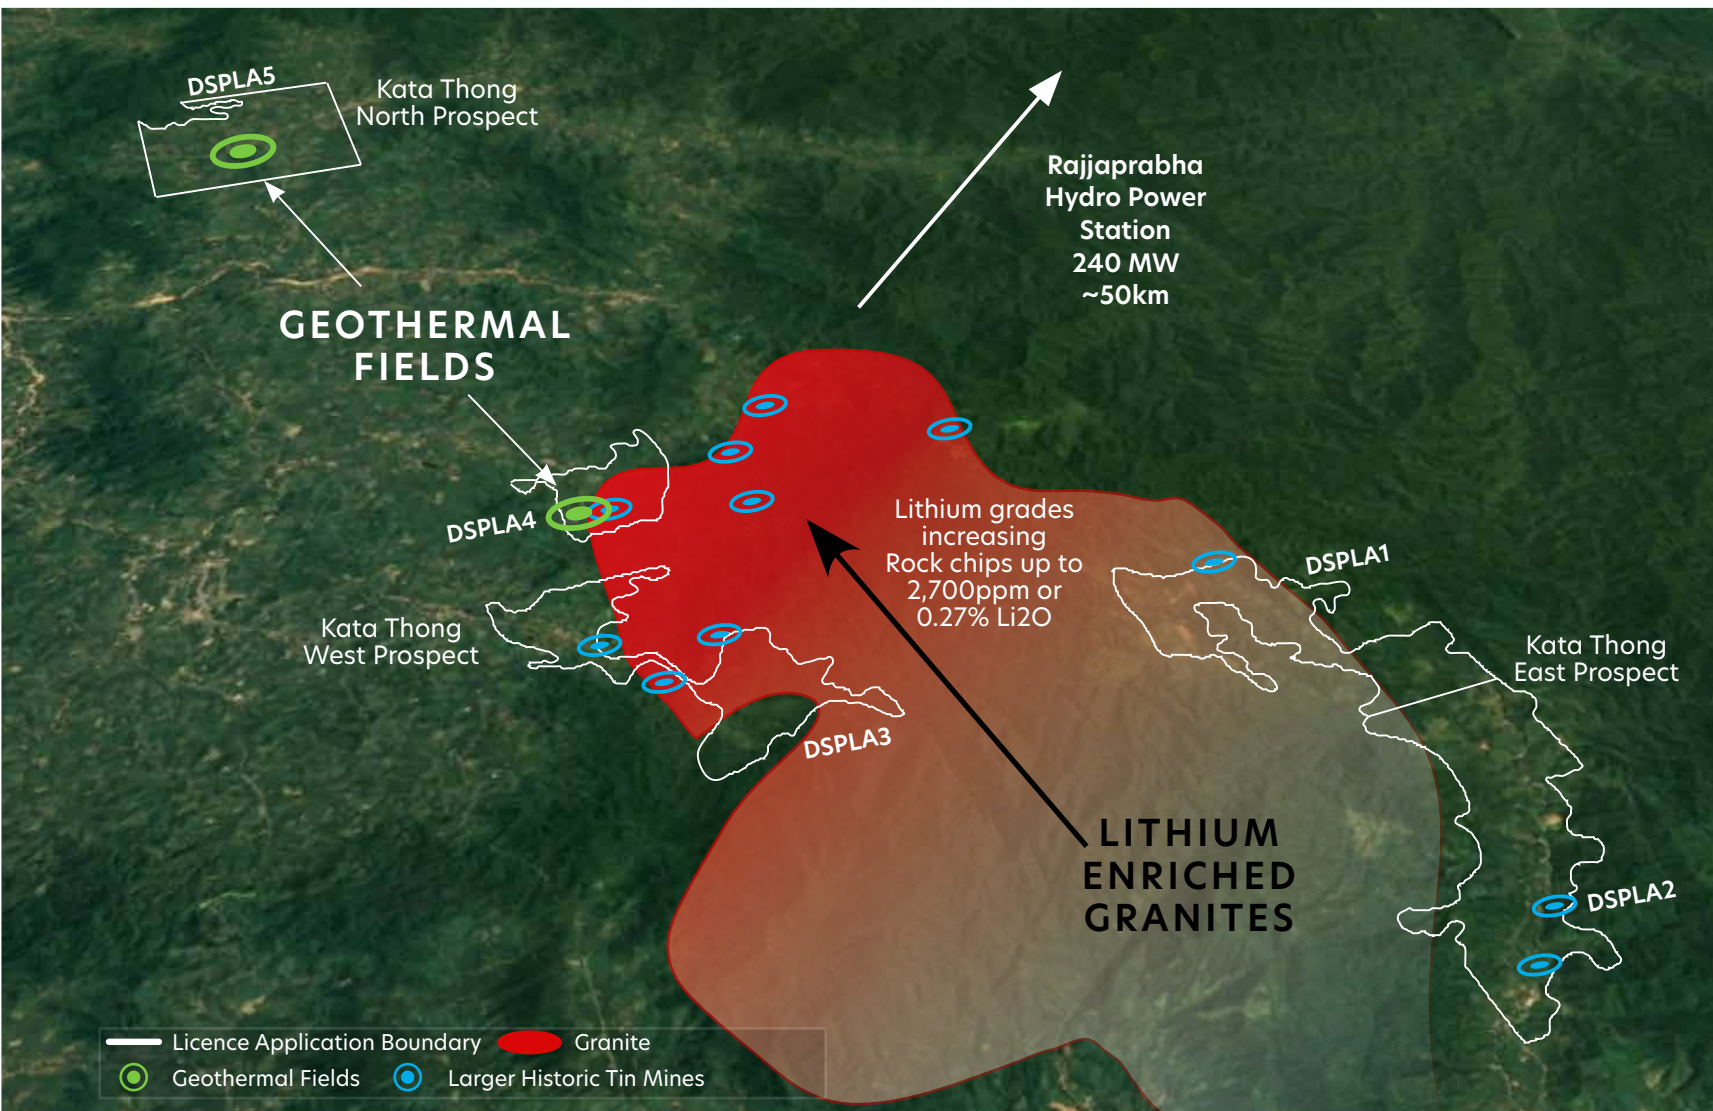 DSPLA5
Kata Thong
North Prospect
Rajjaprabha
Hydro Power
Station
240 MW
~50km
GEOTHERMAL
FIELDS
DSPLA4
Lithium grades
increasing
Rock chips up to
2,700ppm or
0.27% Li2O
DSPLA1
Kata Thong
West Prospect
Kata Thong
East Prospect
DSPLA3
LITHIUM
ENRICHED
GRANITES
DSPLA2
Licence Application Boundary
Granite
Geothermal Fields
Larger Historic Tin Mines